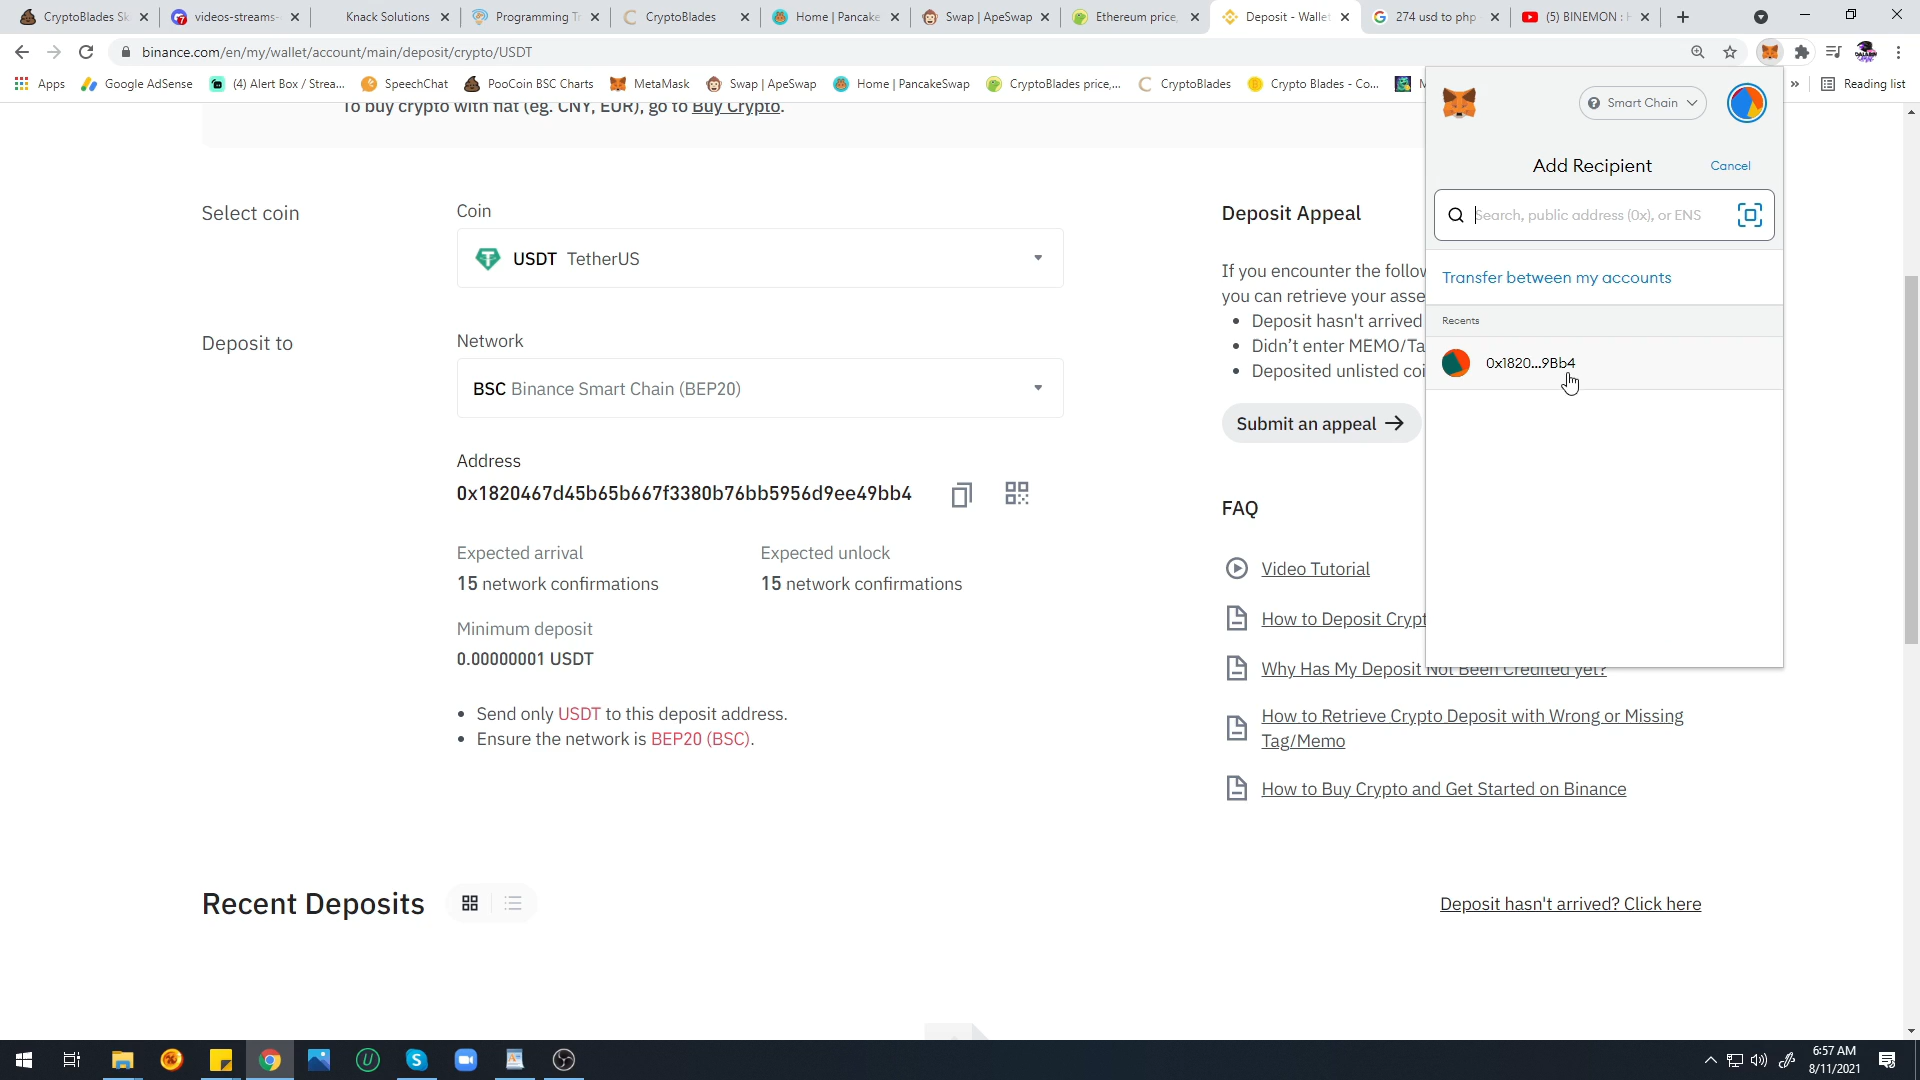 CryptoBlades Sk
videos-streams-
Knack Solutions
Programming Tr
CryptoBlades
Home | Pancake
Swap | ApeSwap
Ethereum price,
Deposit - Wallet
274 usd to php
(5) BINEMON : H
binance.com/en/my/wallet/account/main/deposit/crypto/USDT
Apps
Google AdSense
(4) Alert Box / Strea...
SpeechChat
PooCoin BSC Charts
MetaMask
Swap | ApeSwap
Home | PancakeSwap
CryptoBlades price,...
CryptoBlades
Crypto Blades - Co...
Reading list
To buy crypto with fiat (eg. CNY, EUR), go to Buy Crypto.
Select coin
Coin
USDT TetherUS
Deposit to
Network
BSC Binance Smart Chain (BEP20)
Address
0x1820467d45b65b667f3380b76bb5956d9ee49bb4
Expected arrival
Expected unlock
15 network confirmations
15 network confirmations
Minimum deposit
0.00000001 USDT
• Send only USDT to this deposit address.
• Ensure the network is BEP20 (BSC).
Deposit Appeal
If you encounter the follow
you can retrieve your asse
• Deposit hasn't arrived
• Didn't enter MEMO/Ta
• Deposited unlisted coi
Submit an appeal →
FAQ
Video Tutorial
How to Deposit Crypt
Why Has My Deposit Not Been Credited yet?
How to Retrieve Crypto Deposit with Wrong or Missing
Tag/Memo
How to Buy Crypto and Get Started on Binance
Smart Chain
Add Recipient
Cancel
Search, public address (0x), or ENS
Transfer between my accounts
Recents
0x1820...9Bb4
Recent Deposits
Deposit hasn't arrived? Click here
6:57 AM
8/11/2021